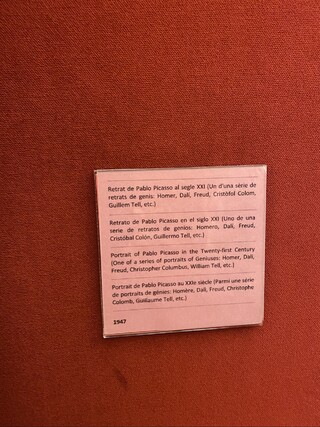 Retrat de Pablo Picasso al segle XXI (Un d'una sèrie de
retrats de genis: Homer, Dalí, Freud, Cristòfol Colom,
Guillem Tell, etc.)
Retrato de Pablo Picasso en el siglo XXI (Uno de una
serie de retratos de genios: Homero, Dalí, Freud,
Cristóbal Colón, Guillermo Tell, etc.)
Portrait of Pablo Picasso in the Twenty-first Century
(One of a series of portraits of Geniuses: Homer, Dalí,
Freud, Christopher Columbus, William Tell, etc.)
Portrait de Pablo Picasso au XXIe siècle (Parmi une série
de portraits de génies: Homère, Dalí, Freud, Christophe
Colomb, Guillaume Tell, etc.)
1947